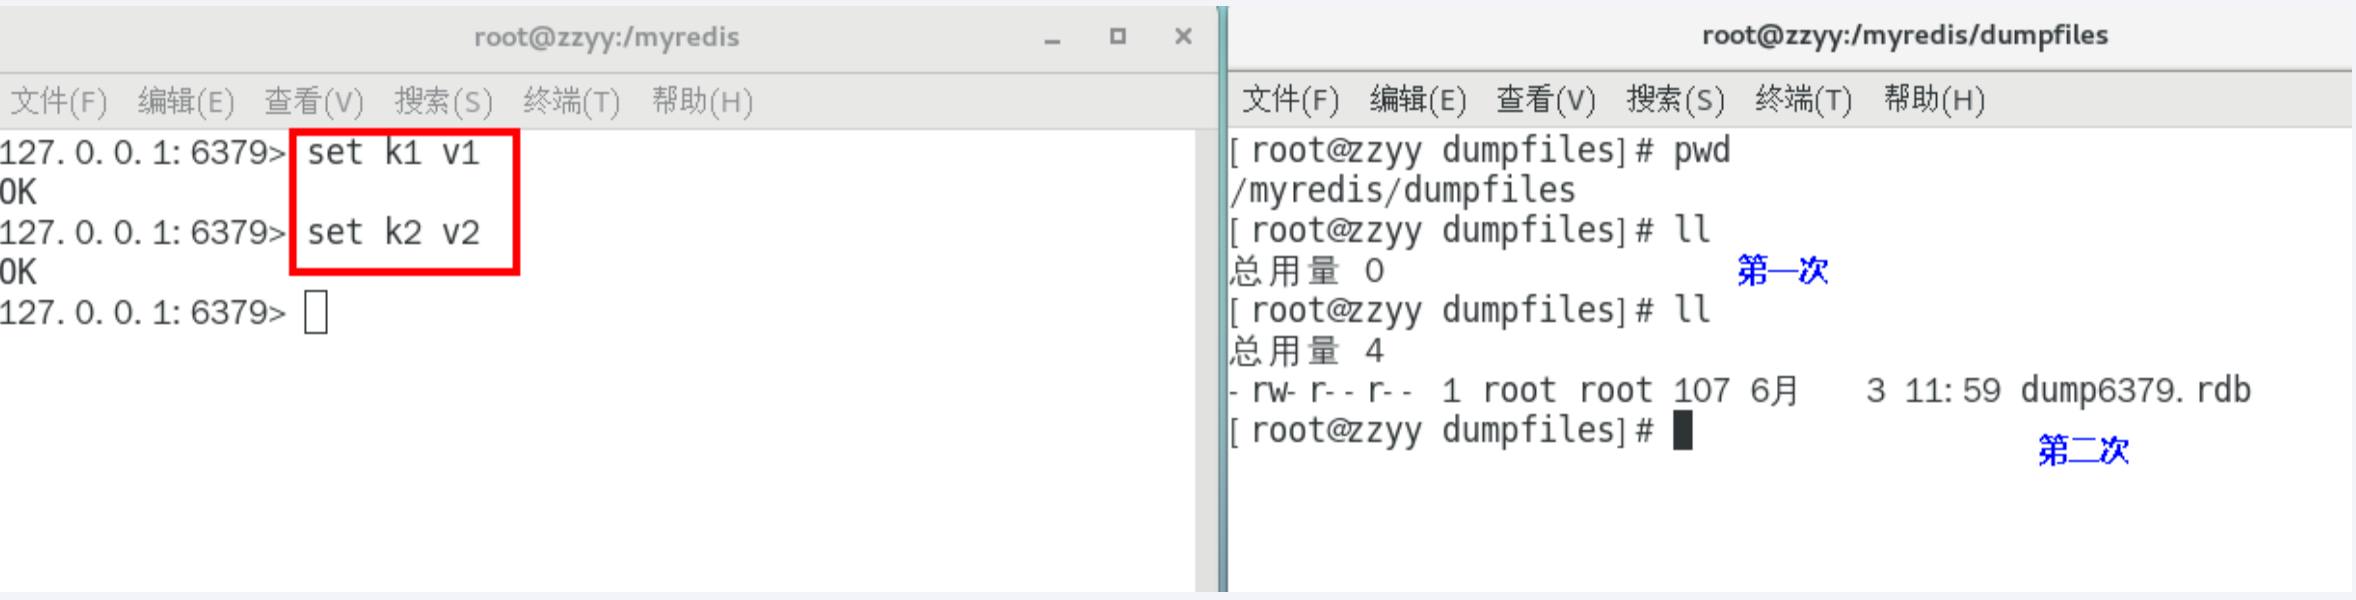 root@zzyy:/myredis
文件(F) 编辑(E) 查看(V) 搜索(S) 终端(T) 帮助(H)
127.0.0.1:6379> set k1 v1
OK
127.0.0.1:6379> set k2 v2
OK
127.0.0.1:6379>
root@zzyy:/myredis/dumpfiles
文件(F) 编辑(E) 查看(V) 搜索(S) 终端(T) 帮助(H)
[root@zzyy dumpfiles]# pwd
/myredis/dumpfiles
[root@zzyy dumpfiles]# ll
总用量 0
第一次
[root@zzyy dumpfiles]# ll
总用量 4
-rw-r--r-- 1 root root 107 6月 3 11:59 dump6379.rdb
[root@zzyy dumpfiles]#
第二次